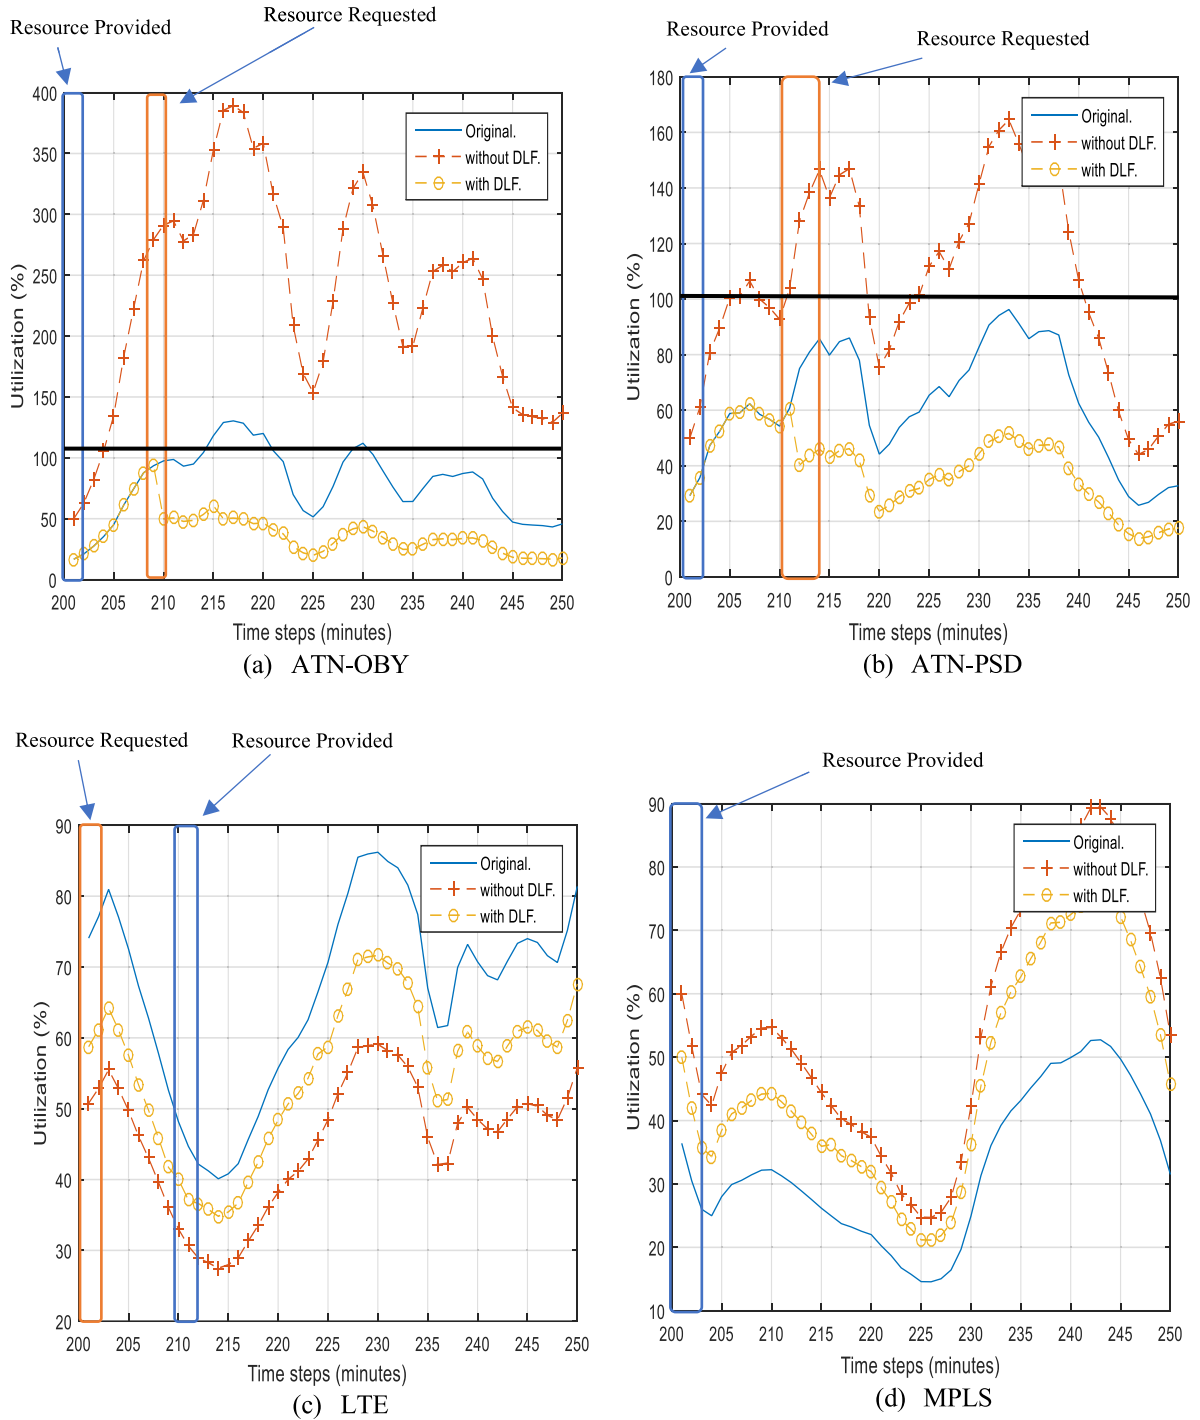 Resource Provided
Resource Requested
400
350
300
250
200
150
100
50
0
Utilization (%)
Original.
without DLF.
with DLF.
200 205 210 215 220 225 230 235 240 245 250
Time steps (minutes)
(a) ATN-OBY
Resource Provided
Resource Requested
180
160
140
120
100
80
60
40
20
0
Utilization (%)
Original.
without DLF.
with DLF.
200 205 210 215 220 225 230 235 240 245 250
Time steps (minutes)
(b) ATN-PSD
Resource Requested
Resource Provided
90
80
70
60
50
40
30
20
Utilization (%)
Original.
without DLF.
with DLF.
200 205 210 215 220 225 230 235 240 245 250
Time steps (minutes)
(c) LTE
Resource Provided
90
80
70
60
50
40
30
20
10
Utilization (%)
Original.
without DLF.
with DLF.
200 205 210 215 220 225 230 235 240 245 250
Time steps (minutes)
(d) MPLS